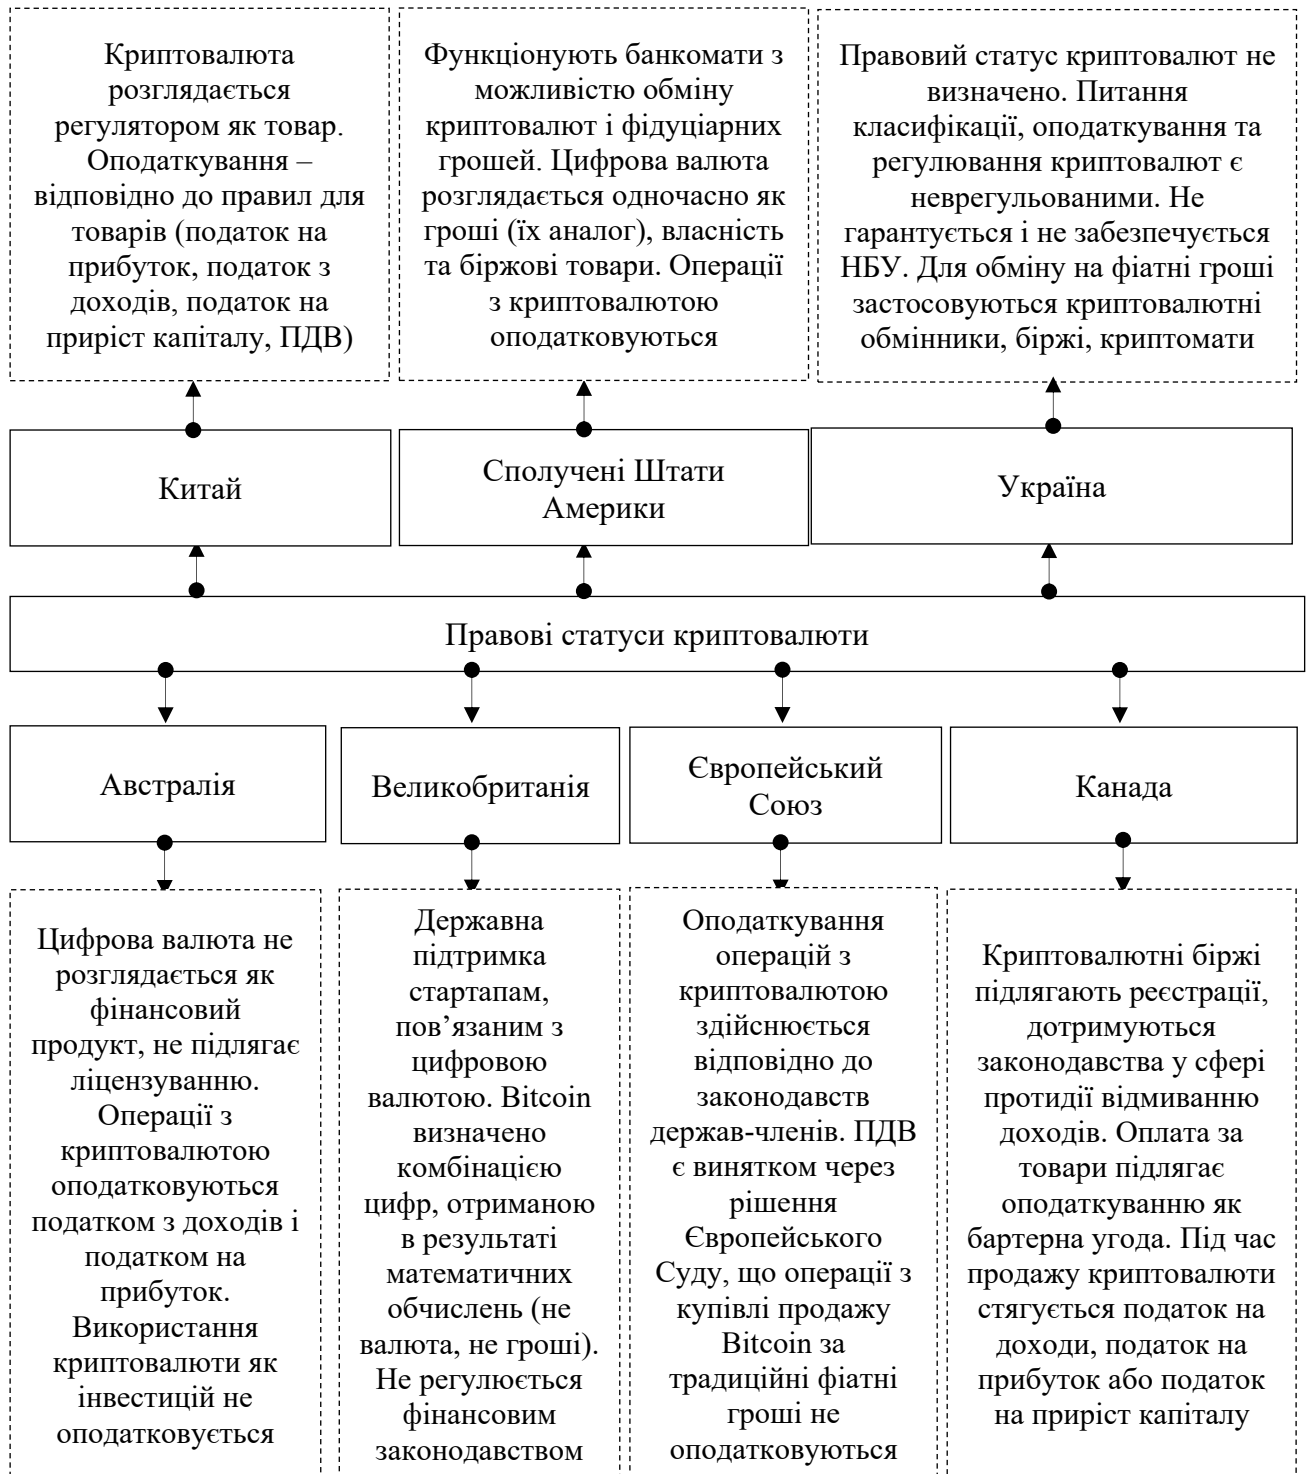 Криптовалюта
розглядається
регулятором як товар.
Оподаткування –
відповідно до правил для
товарів (податок на
прибуток, податок з
доходів, податок на
приріст капіталу, ПДВ)
Функціонують банкомати з
можливістю обміну
криптовалют і фідуціарних
грошей. Цифрова валюта
розглядається одночасно як
гроші (їх аналог), власність
та біржові товари. Операції
з криптовалютою
оподатковуються
Правовий статус криптовалют не
визначено. Питання
класифікації, оподаткування та
регулювання криптовалют є
неврегульованими. Не
гарантується і не забезпечується
НБУ. Для обміну на фіатні гроші
застосовуються криптовалютні
обмінники, біржі, криптомати
Китай
Сполучені Штати
Америки
Україна
Правові статуси криптовалюти
Австралія
Великобританія
Європейський
Союз
Канада
Цифрова валюта не
розглядається як
фінансовий
продукт, не підлягає
ліцензуванню.
Операції з
криптовалютою
оподатковуються
податком з доходів і
податком на
прибуток.
Використання
криптовалюти як
інвестицій не
оподатковується
Державна
підтримка
стартапам,
пов’язаним з
цифровою
валютою. Bitcoin
визначено
комбінацією
цифр, отриманою
в результаті
математичних
обчислень (не
валюта, не гроші).
Не регулюється
фінансовим
законодавством
Оподаткування
операцій з
криптовалютою
здійснюється
відповідно до
законодавств
держав-членів. ПДВ
є винятком через
рішення
Європейського
Суду, що операції з
купівлі продажу
Bitcoin за
традиційні фіатні
гроші не
оподатковуються
Криптовалютні біржі
підлягають реєстрації,
дотримуються
законодавства у сфері
протидії відмиванню
доходів. Оплата за
товари підлягає
оподаткуванню як
бартерна угода. Під час
продажу криптовалюти
стягується податок на
доходи, податок на
прибуток або податок
на приріст капіталу